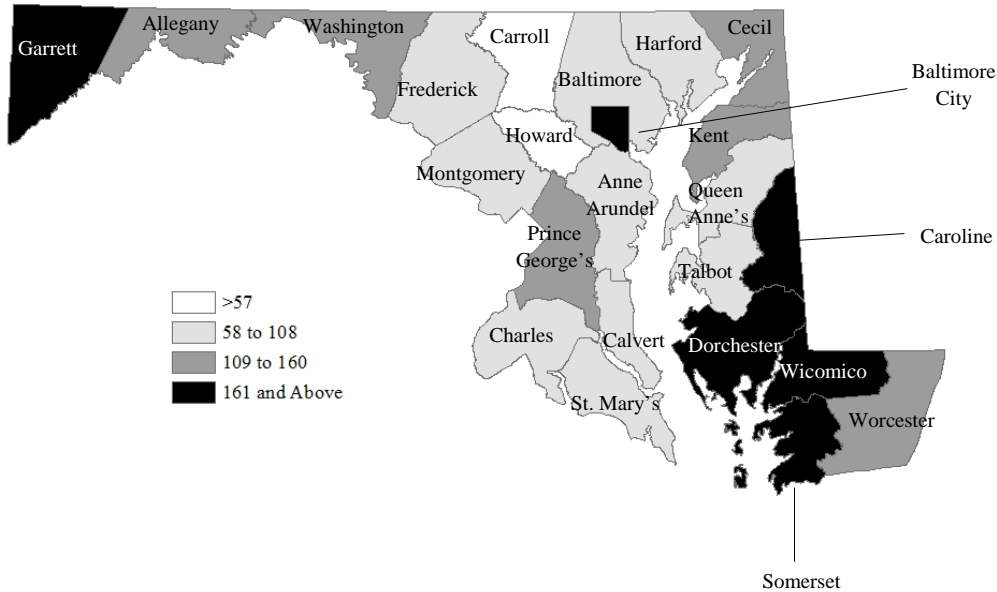 Garrett
Allegany
Washington
Frederick
Carroll
Baltimore
Harford
Cecil
Baltimore
City
Howard
Kent
Montgomery
Anne
Arundel
Queen
Anne's
Prince
George's
Caroline
Talbot
>57
58 to 108
109 to 160
161 and Above
Charles
Calvert
Dorchester
Wicomico
St. Mary's
Worcester
Somerset